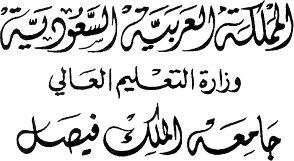 المملكة العربية السعودية
وزارة التعليم العالي
جامعة الملك فيصل